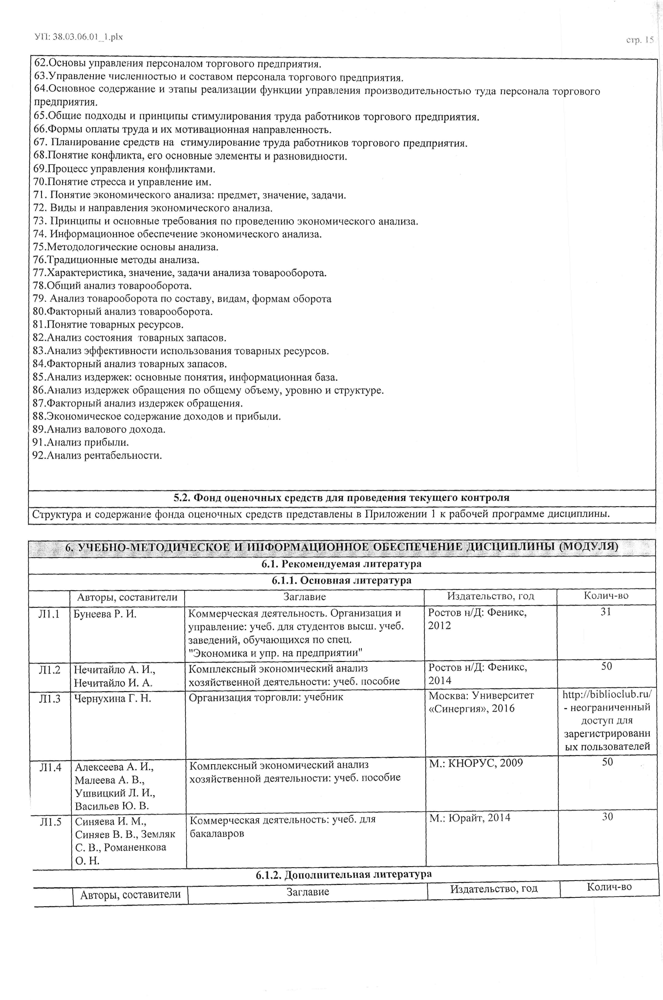 УП: 38.03.06.01_1.plx
стр. 15
62.Основы управления персоналом торгового предприятия.
63.Управление численностью и составом персонала торгового предприятия.
64.Основное содержание и этапы реализации функции управления производительностью туда персонала торгового
предприятия.
65.Общие подходы и принципы стимулирования труда работников торгового предприятия.
66.Формы оплаты труда и их мотивационная направленность.
67. Планирование средств на  стимулирование труда работников торгового предприятия.
68.Понятие конфликта, его основные элементы и разновидности.
69.Процесс управления конфликтами.
70.Понятие стресса и управление им.
71. Понятие экономического анализа: предмет, значение, задачи.
72. Виды и направления экономического анализа.
73. Принципы и основные требования по проведению экономического анализа.
74. Информационное обеспечение экономического анализа.
75.Методологические основы анализа.
76.Традиционные методы анализа.
77.Характеристика, значение, задачи анализа товарооборота.
78.Общий анализ товарооборота.
79. Анализ товарооборота по составу, видам, формам оборота
80.Факторный анализ товарооборота.
81.Понятие товарных ресурсов.
82.Анализ состояния  товарных запасов.
83.Анализ эффективности использования товарных ресурсов.
84.Факторный анализ товарных запасов.
85.Анализ издержек: основные понятия, информационная база.
86.Анализ издержек обращения по общему объему, уровню и структуре.
87.Факторный анализ издержек обращения.
88.Экономическое содержание доходов и прибыли.
89.Анализ валового дохода.
91.Анализ прибыли.
92.Анализ рентабельности.
5.2. Фонд оценочных средств для проведения текущего контроля
Структура и содержание фонда оценочных средств представлены в Приложении 1 к рабочей программе дисциплины.
6. УЧЕБНО-МЕТОДИЧЕСКОЕ И ИНФОРМАЦИОННОЕ ОБЕСПЕЧЕНИЕ ДИСЦИПЛИНЫ (МОДУЛЯ)
6.1. Рекомендуемая литература
6.1.1. Основная литература
Авторы, составители Заглавие Издательство, год Колич-во
Л1.1 Бунеева Р. И. Коммерческая деятельность. Организация и Ростов н/Д: Феникс, 31
управление: учеб. для студентов высш. учеб. 2012
заведений, обучающихся по спец.
"Экономика и упр. на предприятии"
Л1.2 Нечитайло А. И., Комплексный экономический анализ Ростов н/Д: Феникс, 50
Нечитайло И. А. хозяйственной деятельности: учеб. пособие 2014
Л1.3 Чернухина Г. Н. Организация торговли: учебник Москва: Университет http://biblioclub.ru/
«Синергия», 2016 - неограниченный
доступ для
зарегистрированн
ых пользователей
Л1.4 Алексеева А. И., Комплексный экономический анализ М.: КНОРУС, 2009 50
Малеева А. В., хозяйственной деятельности: учеб. пособие
Ушвицкий Л. И.,
Васильев Ю. В.
Л1.5 Синяева И. М., Коммерческая деятельность: учеб. для М.: Юрайт, 2014 30
Синяев В. В., Земляк бакалавров
С. В., Романенкова
О. Н.
6.1.2. Дополнительная литература
Авторы, составители Заглавие Издательство, год Колич-во